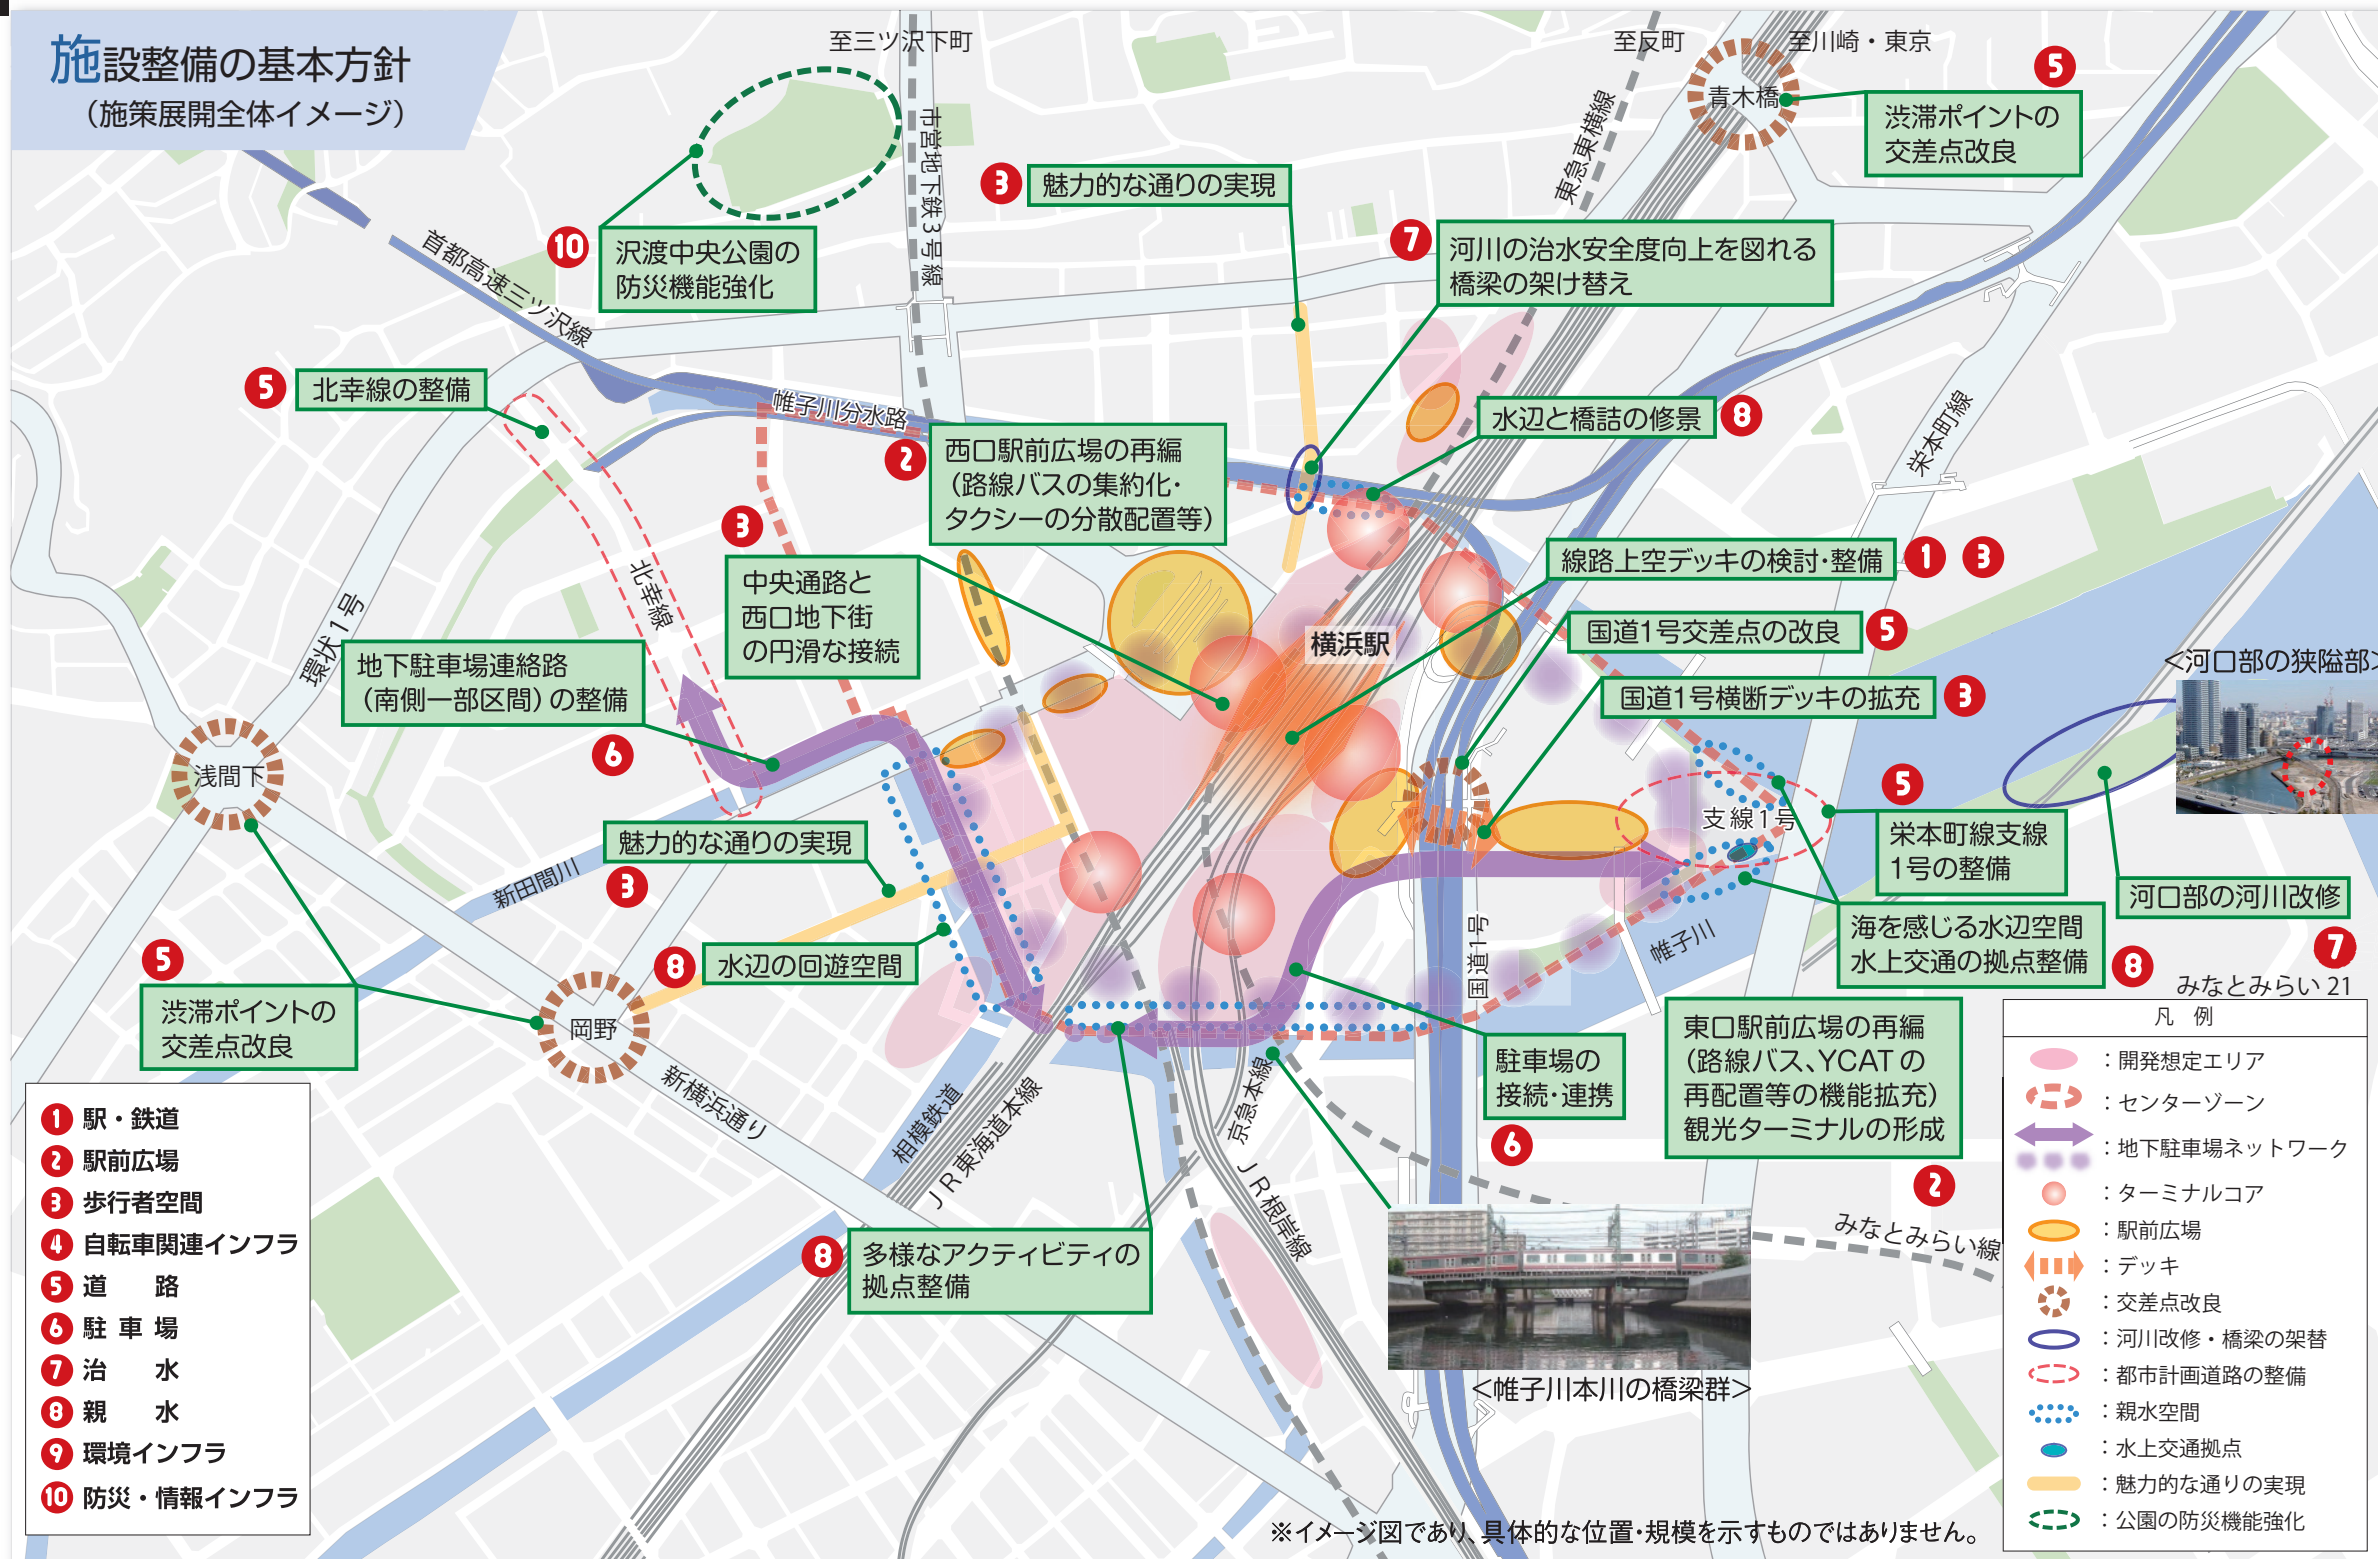 施設整備の基本方針
（施策展開全体イメージ）
至三ツ沢下町
至反町
至川崎・東京
青木橋
5
渋滞ポイントの
交差点改良
市営地下鉄3号線
東急東横線
3 魅力的な通りの実現
7
河川の治水安全度向上を図れる
橋梁の架け替え
10
沢渡中央公園の
防災機能強化
首都高速三ツ沢線
5 北幸線の整備
帷子川分水路
水辺と橋詰の修景 8
栄本町線
2
西口駅前広場の再編
（路線バスの集約化・
タクシーの分散配置等）
3
中央通路と
西口地下街
の円滑な接続
線路上空デッキの検討・整備 1 3
国道1号交差点の改良 5
横浜駅
北幸線
環状1号
地下駐車場連絡路
（南側一部区間）の整備
6
国道1号横断デッキの拡充 3
<河口部の狭隘部>
浅間下
魅力的な通りの実現
3
支線1号
5
栄本町線支線
1号の整備
新田間川
河口部の河川改修
7
海を感じる水辺空間
水上交通の拠点整備
8
帷子川
国道1号
8 水辺の回遊空間
5
渋滞ポイントの
交差点改良
岡野
みなとみらい 21
東口駅前広場の再編
（路線バス、YCATの
再配置等の機能拡充）
観光ターミナルの形成
2
駐車場の
接続・連携
6
新横浜通り
相模鉄道
ＪＲ東海道本線
京急本線
ＪＲ根岸線
みなとみらい線
8
多様なアクティビティの
拠点整備
<帷子川本川の橋梁群>
1 駅・鉄道
2 駅前広場
3 歩行者空間
4 自転車関連インフラ
5 道　　路
6 駐 車 場
7 治　　水
8 親　　水
9 環境インフラ
10 防災・情報インフラ
凡　例
：開発想定エリア
：センターゾーン
：地下駐車場ネットワーク
：ターミナルコア
：駅前広場
：デッキ
：交差点改良
：河川改修・橋梁の架替
：都市計画道路の整備
：親水空間
：水上交通拠点
：魅力的な通りの実現
：公園の防災機能強化
※イメージ図であり、具体的な位置・規模を示すものではありません。